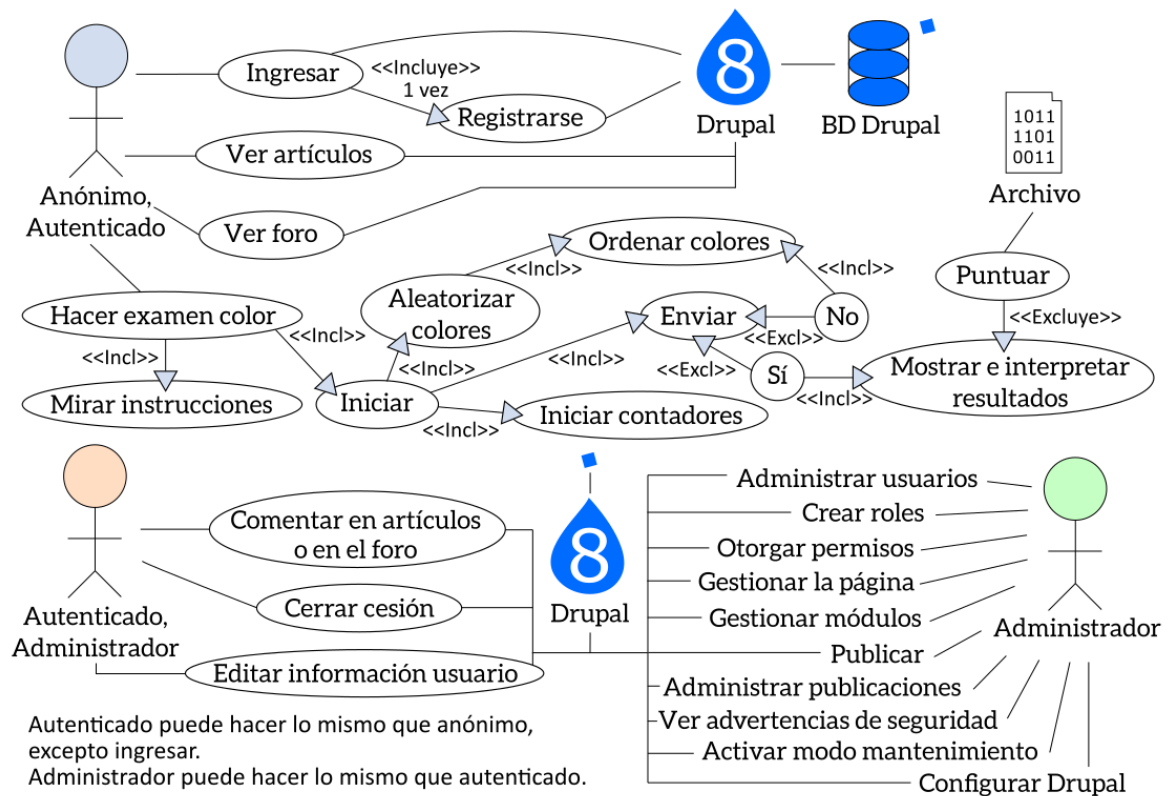 Ingresar
<<Incluye>>
1 vez
Registrarse
8
Drupal
BD Drupal
1011
1101
0011
Archivo
Ver artículos
Anónimo,
Autenticado
Ver foro
Ordenar colores
<<Incl>>
<<Incl>>
Puntuar
Aleatorizar
colores
Enviar
No
<<Excluye>>
Hacer examen color
<<Incl>>
<<Excl>>
<<Incl>>
<<Incl>>
<<Incl>>
<<Excl>>
Sí
Mostrar e interpretar
resultados
<<Incl>>
Mirar instrucciones
Iniciar
<<Incl>>
Iniciar contadores
Comentar en artículos
o en el foro
Cerrar cesión
Autenticado,
Administrador
Editar información usuario
8
Drupal
Administrar usuarios
Crear roles
Otorgar permisos
Gestionar la página
Gestionar módulos
Administrador
Publicar
Administrar publicaciones
Ver advertencias de seguridad
Activar modo mantenimiento
Configurar Drupal
Autenticado puede hacer lo mismo que anónimo,
excepto ingresar.
Administrador puede hacer lo mismo que autenticado.